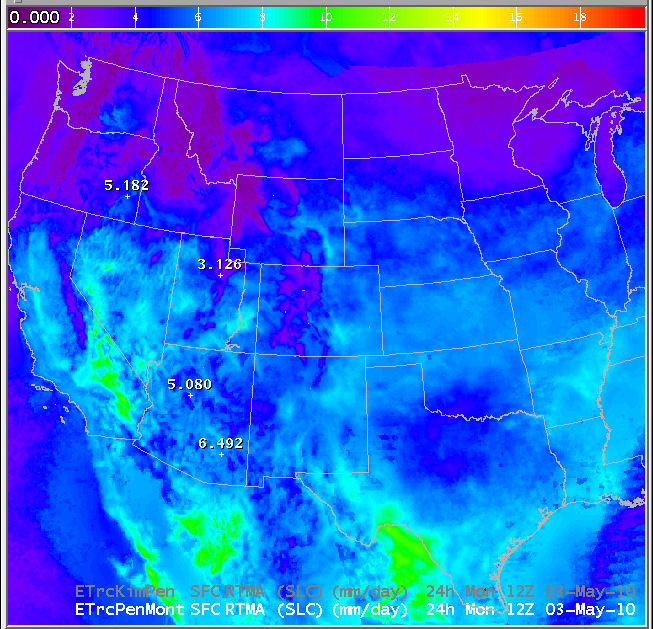 0.000 2 4 6 8 10 12 14 16 18
5.182
3.126
5.080
6.492
ETrcKimPen SFC RTMA (SLC) (mm/day) 24h Mon 12Z 03-May-10
ETrcPenMont SFC RTMA (SLC) (mm/day) 24h Mon 12Z 03-May-10